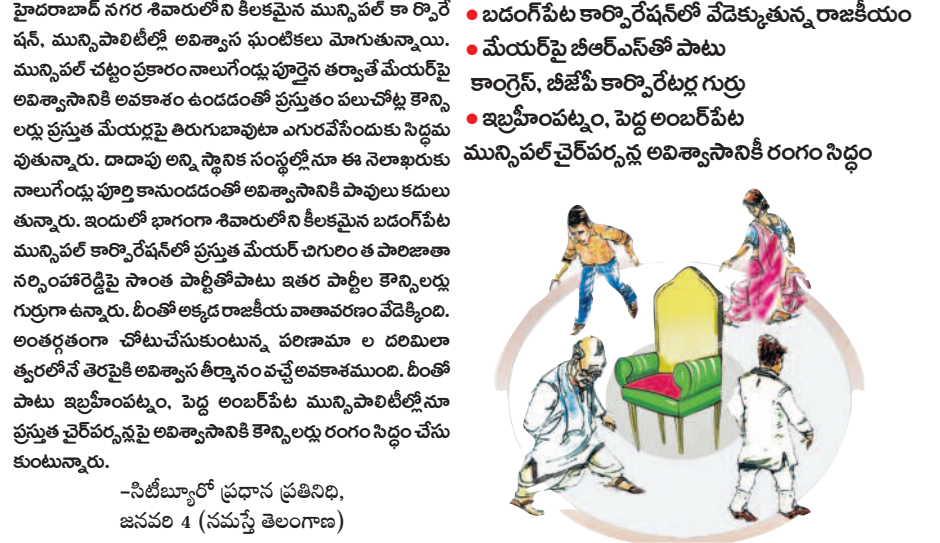 హైదరాబాద్ నగర శివారులోని కీలకమైన మున్సిపల్ కా ర్పొరే
షన్, మున్సిపాలిటీల్లో అవిశ్వాస ఘంటికలు మోగుతున్నాయి.
మున్సిపల్ చట్టం ప్రకారం నాలుగేండ్లు పూర్తైన తర్వాతే మేయర్‌పై
అవిశ్వాసానికి అవకాశం ఉండడంతో ప్రస్తుతం పలుచోట్ల కౌన్సి
లర్లు ప్రస్తుత మేయర్లపై తిరుగుబావుటా ఎగురవేసేందుకు సిద్ధమ
వుతున్నారు. దాదాపు అన్ని స్థానిక సంస్థల్లోనూ ఈ నెలాఖరుకు
నాలుగేండ్లు పూర్తి కానుండడంతో అవిశ్వాసానికి పావులు కదులు
తున్నారు. ఇందులో భాగంగా శివారులోని కీలకమైన బడంగ్‌పేట
మున్సిపల్ కార్పొరేషన్‌లో ప్రస్తుత మేయర్ చిగురిం త పారిజాతా
నర్సింహారెడ్డిపై సొంత పార్టీతోపాటు ఇతర పార్టీల కౌన్సిలర్లు
గుర్రుగా ఉన్నారు. దీంతో అక్కడ రాజకీయ వాతావరణం వేడెక్కింది.
అంతర్గతంగా చోటుచేసుకుంటున్న పరిణామా ల దరిమిలా
త్వరలోనే తెరపైకి అవిశ్వాస తీర్మానం వచ్చే అవకాశముంది. దీంతో
పాటు ఇబ్రహీంపట్నం, పెద్ద అంబర్‌పేట మున్సిపాలిటీల్లోనూ
ప్రస్తుత చైర్‌పర్సన్లపై అవిశ్వాసానికి కౌన్సిలర్లు రంగం సిద్ధం చేసు
కుంటున్నారు.
–సిటీబ్యూరో ప్రధాన ప్రతినిధి,
జనవరి 4 (నమస్తే తెలంగాణ)
• బడంగ్‌పేట కార్పొరేషన్‌లో వేడెక్కుతున్న రాజకీయం
• మేయర్‌పై బీఆర్ఎస్‌తో పాటు
కాంగ్రెస్, బీజేపీ కార్పొరేటర్ల గుర్రు
• ఇబ్రహీంపట్నం, పెద్ద అంబర్‌పేట
మున్సిపల్ చైర్‌పర్సన్ల అవిశ్వాసానికీ రంగం సిద్ధం